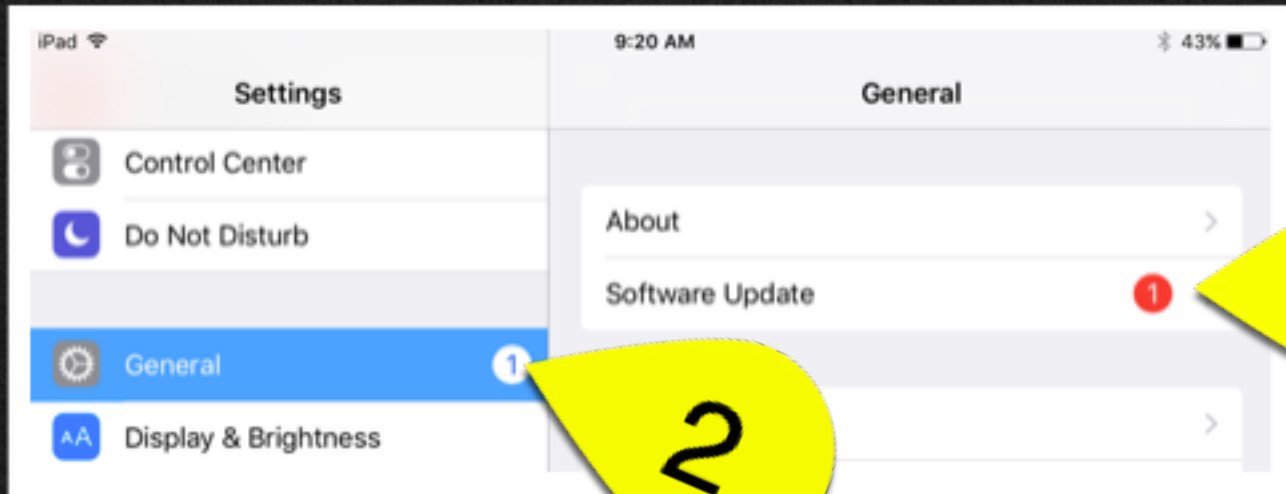 iPad 9:20 AM 43%
Settings
General
Control Center
Do Not Disturb
General 1
Display & Brightness
About
Software Update 1
2